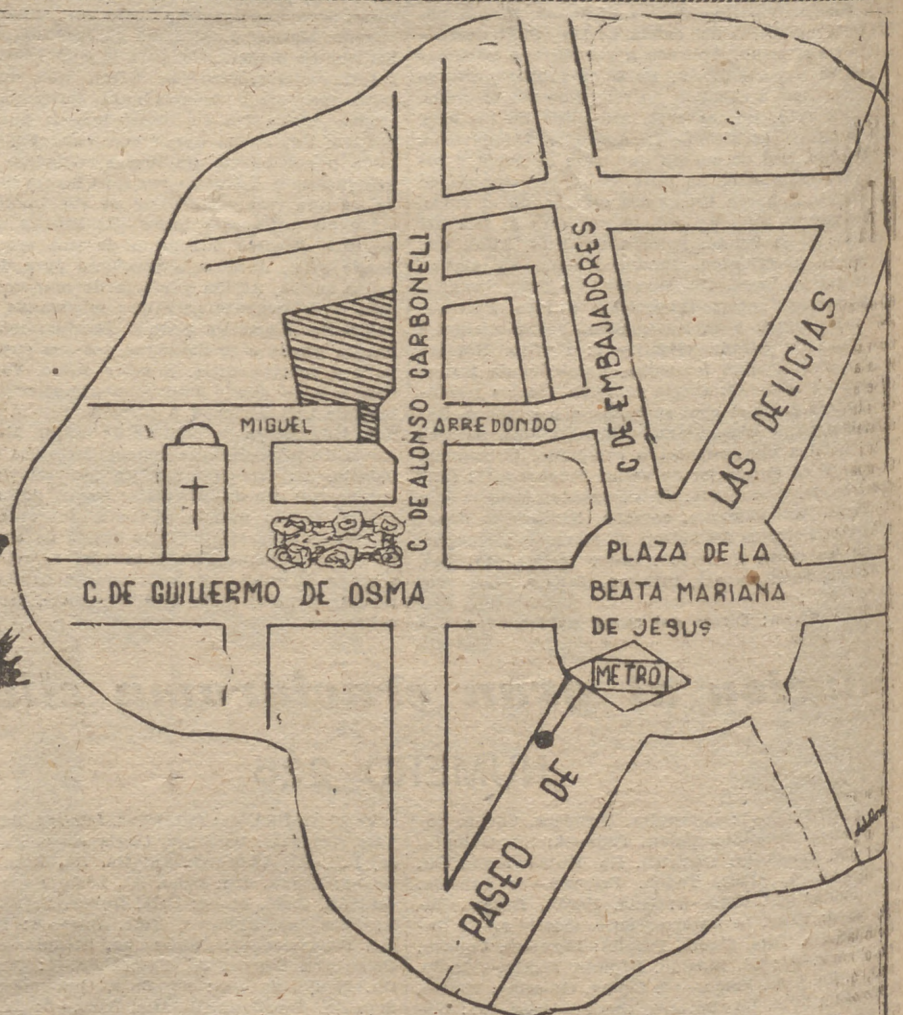 C. DE ALONSO CARBONELL
C. DE EMBAJADORES
LAS DELICIAS
MIGUEL ARREDONDO
PLAZA DE LA
BEATA MARIANA
DE JESUS
C. DE GUILLERMO DE OSMA
METRO
PASEO DE